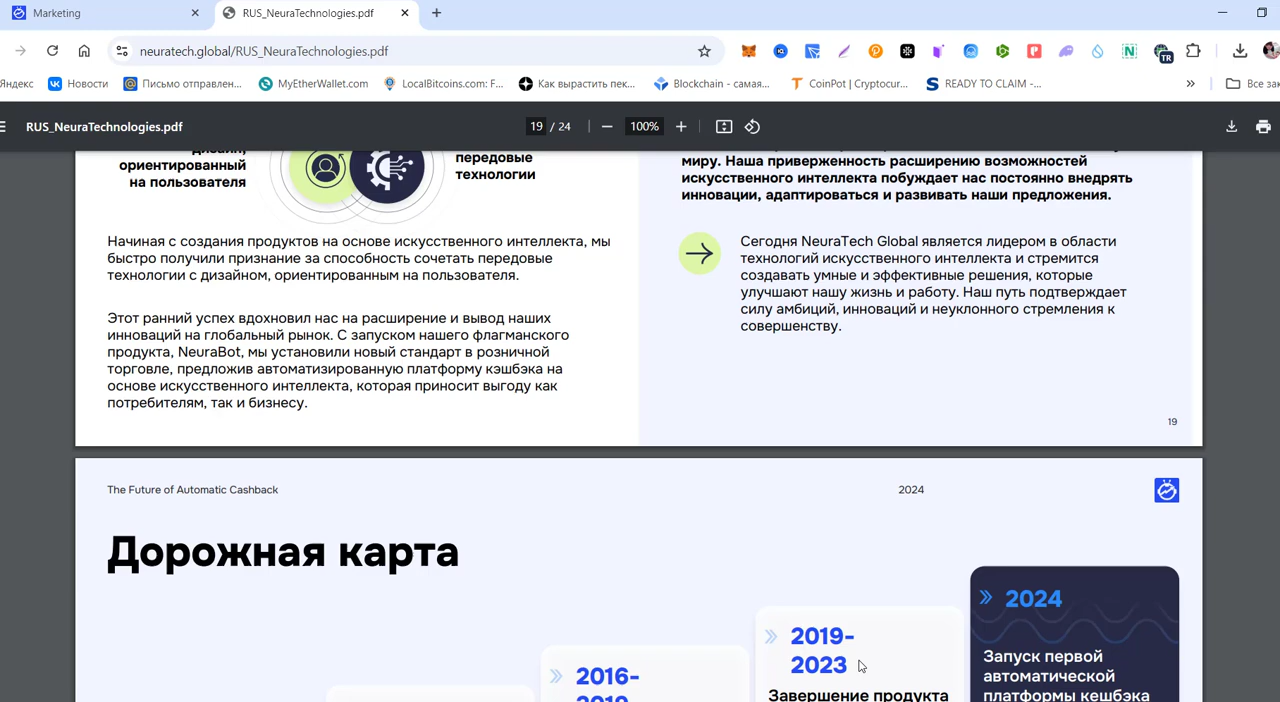 Marketing
RUS_NeuraTechnologies.pdf
neuratech.global/RUS_NeuraTechnologies.pdf
TR
Яндекс
Новости
Письмо отправлен...
MyEtherWallet.com
LocalBitcoins.com: F...
Как вырастить пек...
Blockchain - самая...
CoinPot | Cryptocur...
READY TO CLAIM -...
»
Все за
RUS_NeuraTechnologies.pdf
19 / 24
100%
дизайн,
ориентированный
на пользователя
передовые
технологии
Начиная с создания продуктов на основе искусственного интеллекта, мы
быстро получили признание за способность сочетать передовые
технологии с дизайном, ориентированным на пользователя.
Этот ранний успех вдохновил нас на расширение и вывод наших
инноваций на глобальный рынок. С запуском нашего флагманского
продукта, NeuraBot, мы установили новый стандарт в розничной
торговле, предложив автоматизированную платформу кэшбэка на
основе искусственного интеллекта, которая приносит выгоду как
потребителям, так и бизнесу.
миру. Наша приверженность расширению возможностей
искусственного интеллекта побуждает нас постоянно внедрять
инновации, адаптироваться и развивать наши предложения.
Сегодня NeuraTech Global является лидером в области
технологий искусственного интеллекта и стремится
создавать умные и эффективные решения, которые
улучшают нашу жизнь и работу. Наш путь подтверждает
силу амбиций, инноваций и неуклонного стремления к
совершенству.
19
The Future of Automatic Cashback
2024
Дорожная карта
2016-
2019-
2023
Завершение продукта
2024
Запуск первой
автоматической
платформы кешбэка